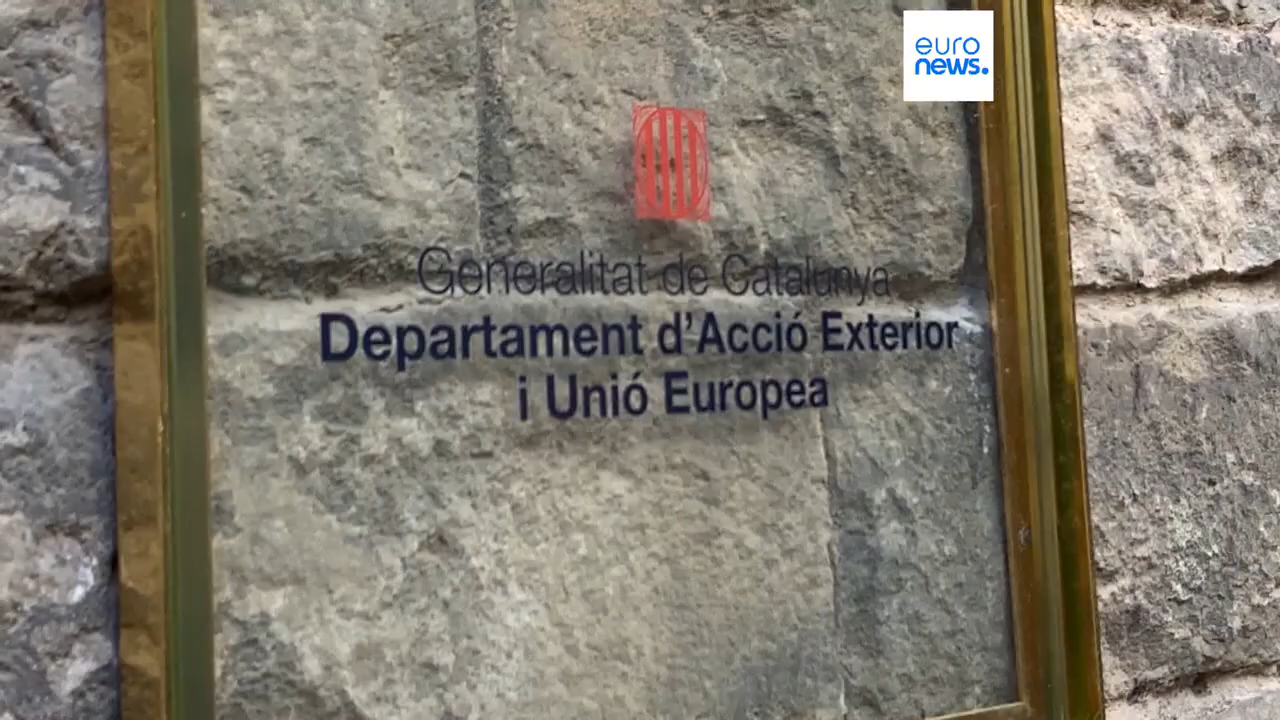 euro
news.
Generalitat de Catalunya
Departament d'Acció Exterior
i Unió Europea